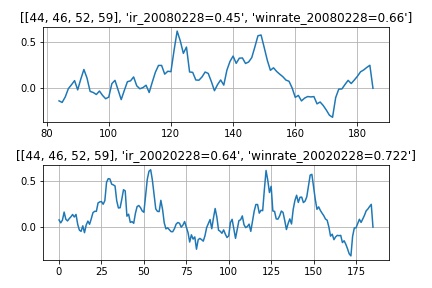 [[44, 46, 52, 59], 'ir_20080228=0.45', 'winrate_20080228=0.66']
0.5
0.0
80 100 120 140 160 180
[[44, 46, 52, 59], 'ir_20020228=0.64', 'winrate_20020228=0.722']
0.5
0.0
0 25 50 75 100 125 150 175